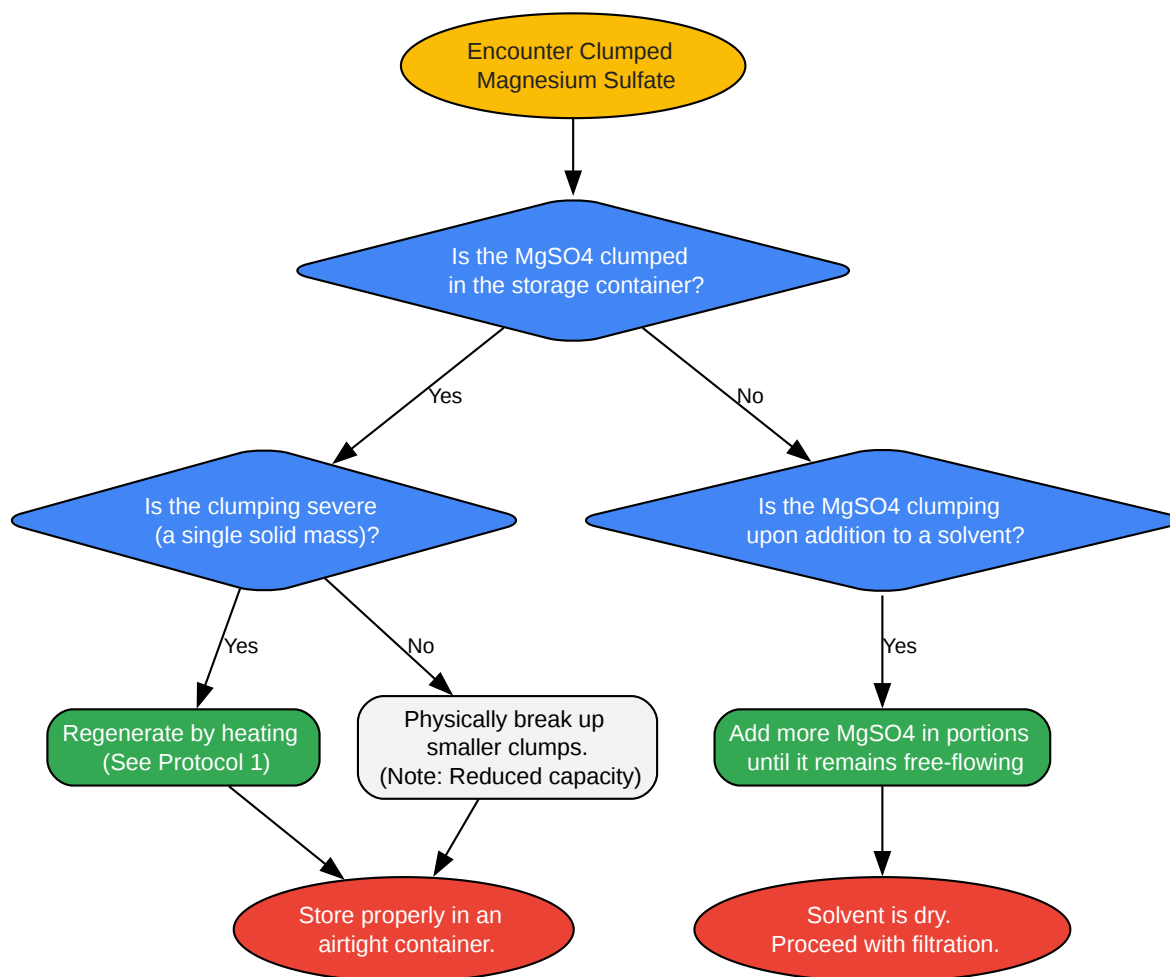 Encounter Clumped
Magnesium Sulfate
Is the MgSO4 clumped
in the storage container?
Yes
No
Is the clumping severe
(a single solid mass)?
Is the MgSO4 clumping
upon addition to a solvent?
Yes
No
Yes
Regenerate by heating
(See Protocol 1)
Physically break up
smaller clumps.
(Note: Reduced capacity)
Add more MgSO4 in portions
until it remains free-flowing
Store properly in an
airtight container.
Solvent is dry.
Proceed with filtration.